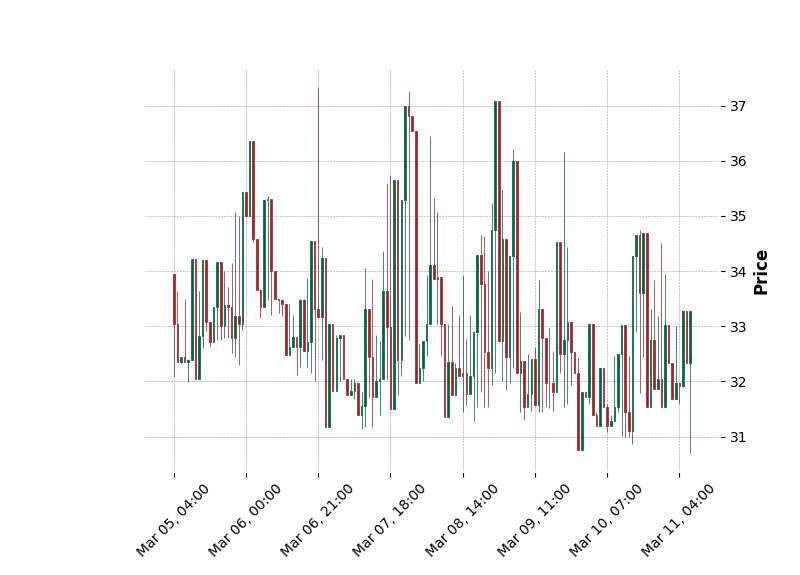 37
36
35
34
33
32
31
Price
Mar 05, 04:00
Mar 06, 00:00
Mar 06, 21:00
Mar 07, 18:00
Mar 08, 14:00
Mar 09, 11:00
Mar 10, 07:00
Mar 11, 04:00